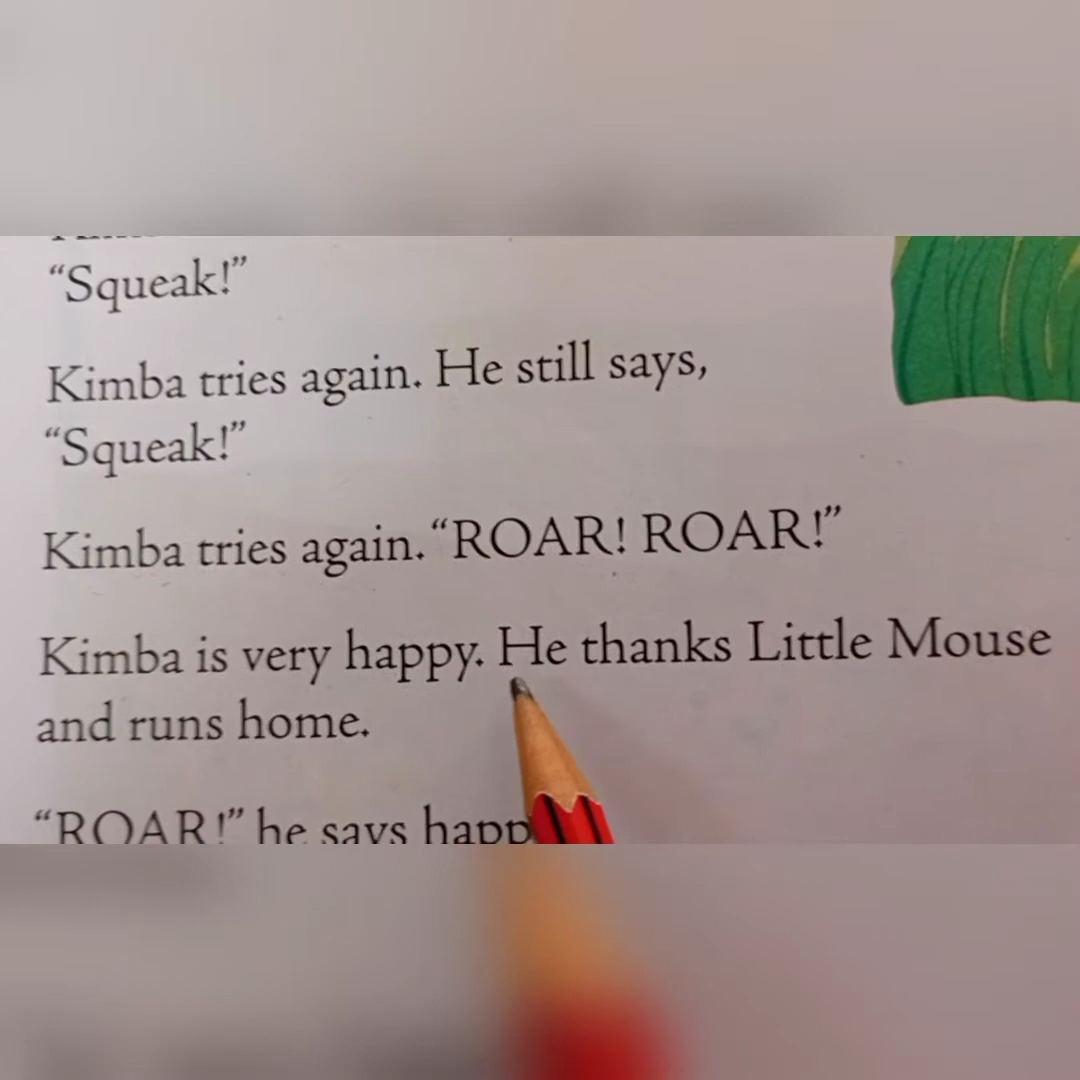 “Squeak!”
Kimba tries again. He still says,
“Squeak!”
Kimba tries again. “ROAR! ROAR!”
Kimba is very happy. He thanks Little Mouse
and runs home.
“ROAR!” he says